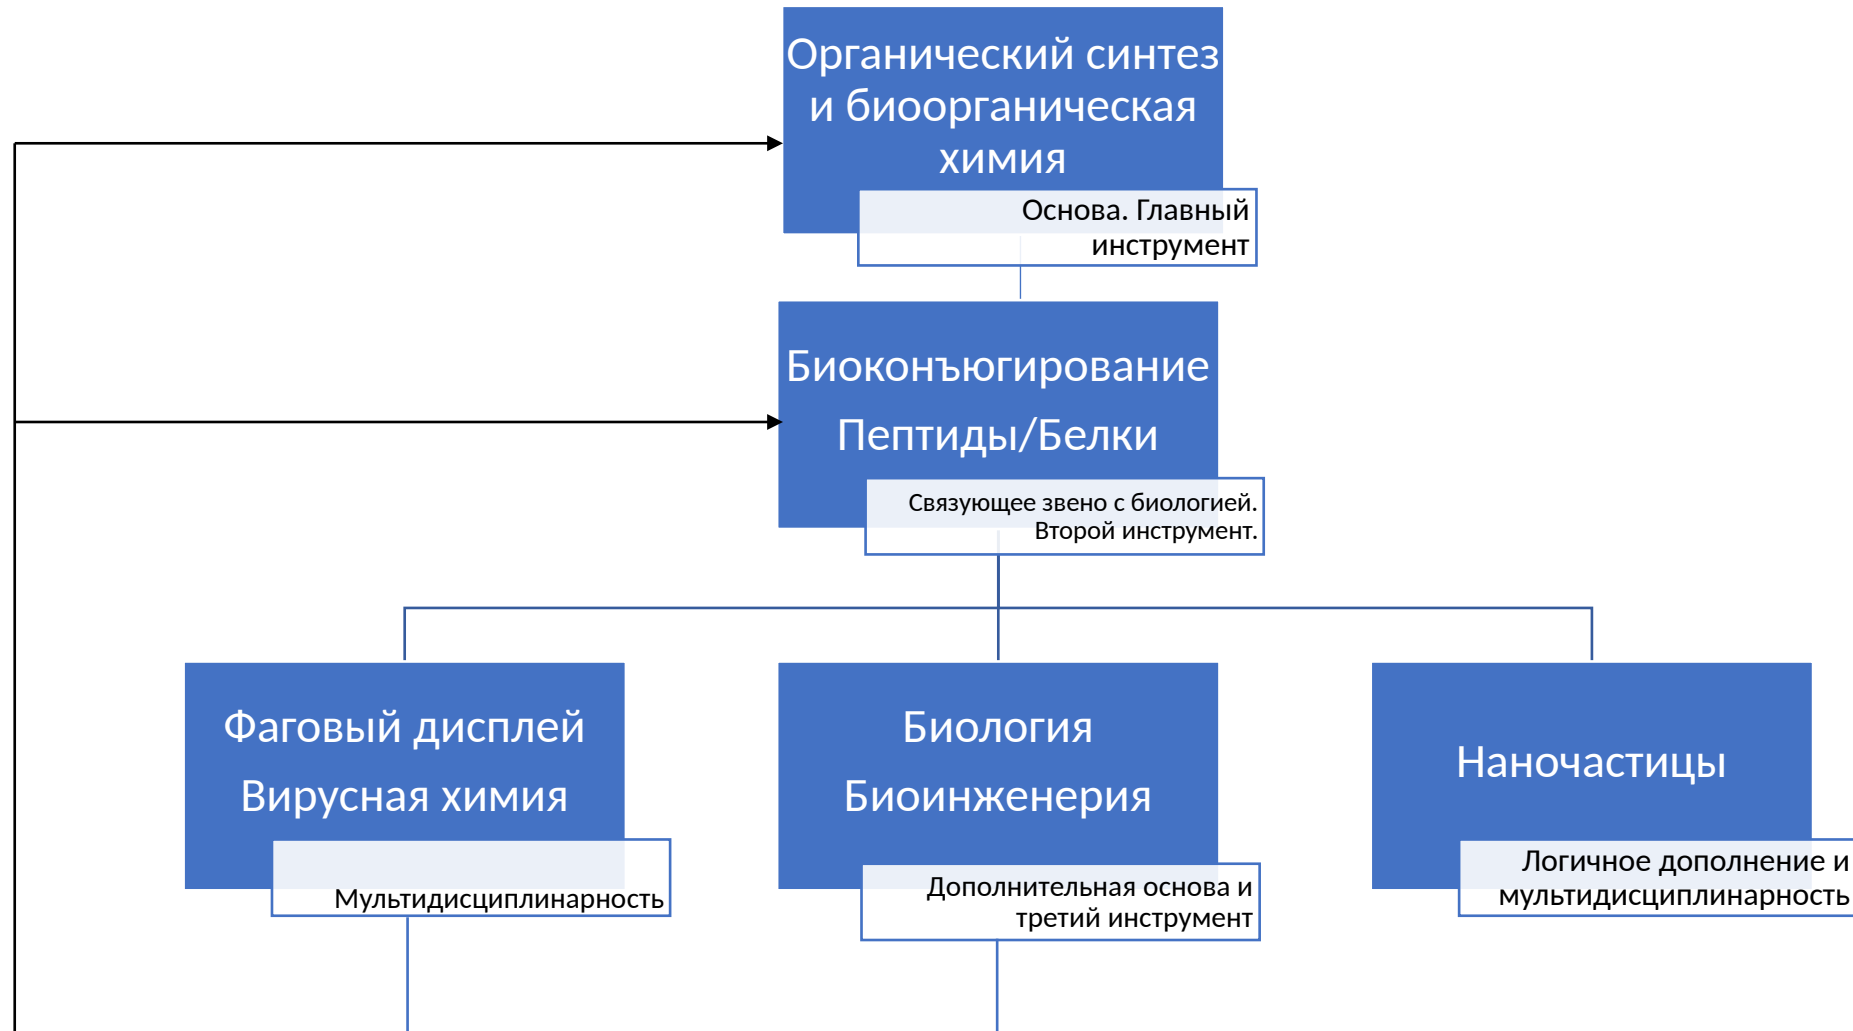 Органический синтез
и биоорганическая
химия
Основа. Главный
инструмент
Биоконъюгирование
Пептиды/Белки
Связующее звено с биологией.
Второй инструмент.
Фаговый дисплей
Вирусная химия
Мультидисциплинарность
Биология
Биоинженерия
Дополнительная основа и
третий инструмент
Наночастицы
Логичное дополнение и
мультидисциплинарность